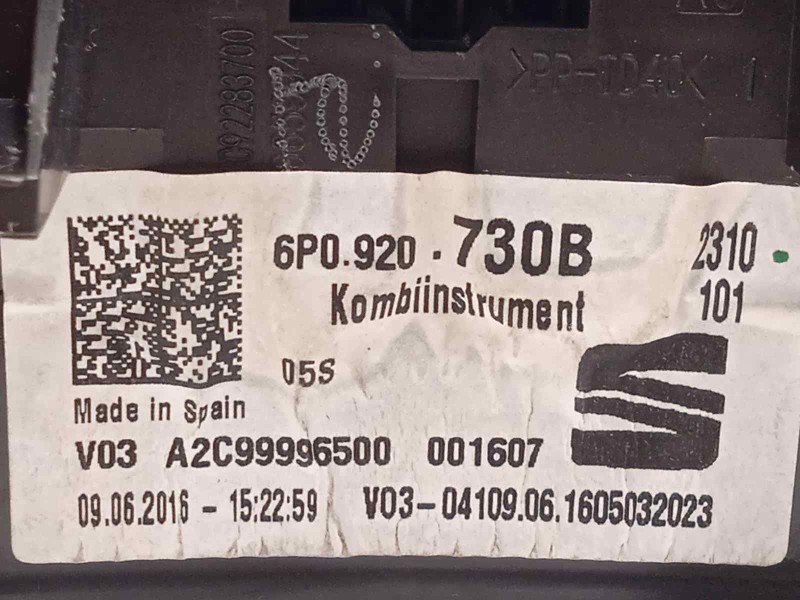 >PP-TD40< 1
6P0.920 . 730B 2310
Kombiinstrument 101
05S
Made in Spain
V03 A2C99996500 001607
09.06.2016 - 15:22:59 V03-04109.06.1605032023